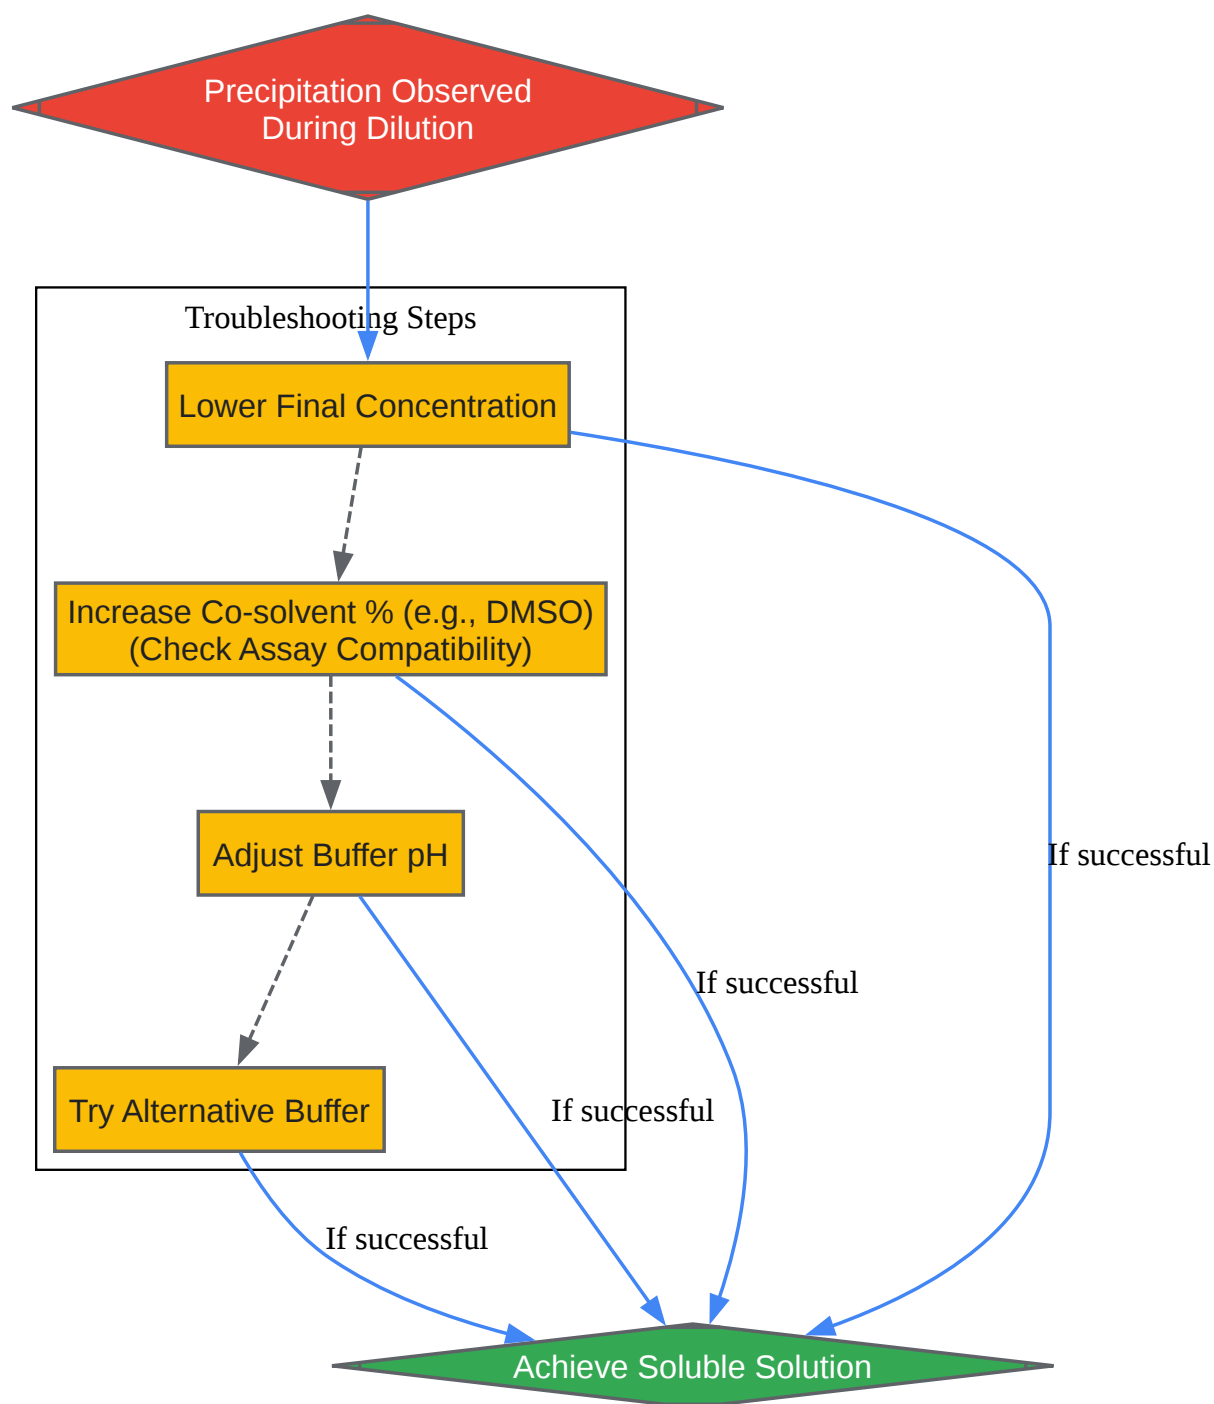 Precipitation Observed
During Dilution
Troubleshooting Steps
Lower Final Concentration
Increase Co-solvent % (e.g., DMSO)
(Check Assay Compatibility)
Adjust Buffer pH
If successful
If successful
Try Alternative Buffer
If successful
If successful
Achieve Soluble Solution